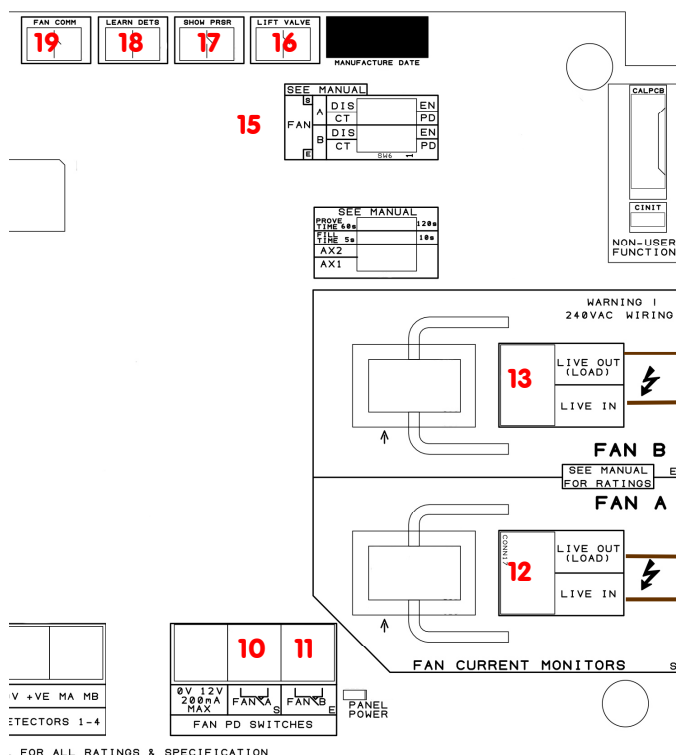 FAN COMM LEARN DETS SHOW PRSR LIFT VALVE
19 18 17 16
MANUFACTURE DATE
SEE MANUAL
15
FAN S E
A DIS EN
CT PD
B DIS EN
CT PD
SW6 1
CALPCB
CINIT
NON-USER
FUNCTION
SEE MANUAL
PROVE
TIME 60s 120s
FILL
TIME 5s 10s
AX2
AX1
WARNING !
240VAC WIRING
13
LIVE OUT
(LOAD)
LIVE IN
FAN B
SEE MANUAL
FOR RATINGS
E
FAN A
CONN17
12
LIVE OUT
(LOAD)
LIVE IN
FAN CURRENT MONITORS S
10 11
V +VE MA MB
ETECTORS 1-4
0V 12V
200mA
MAX
FAN A S
FAN B E
FAN PD SWITCHES
PANEL
POWER
FOR ALL RATINGS & SPECIFICATION